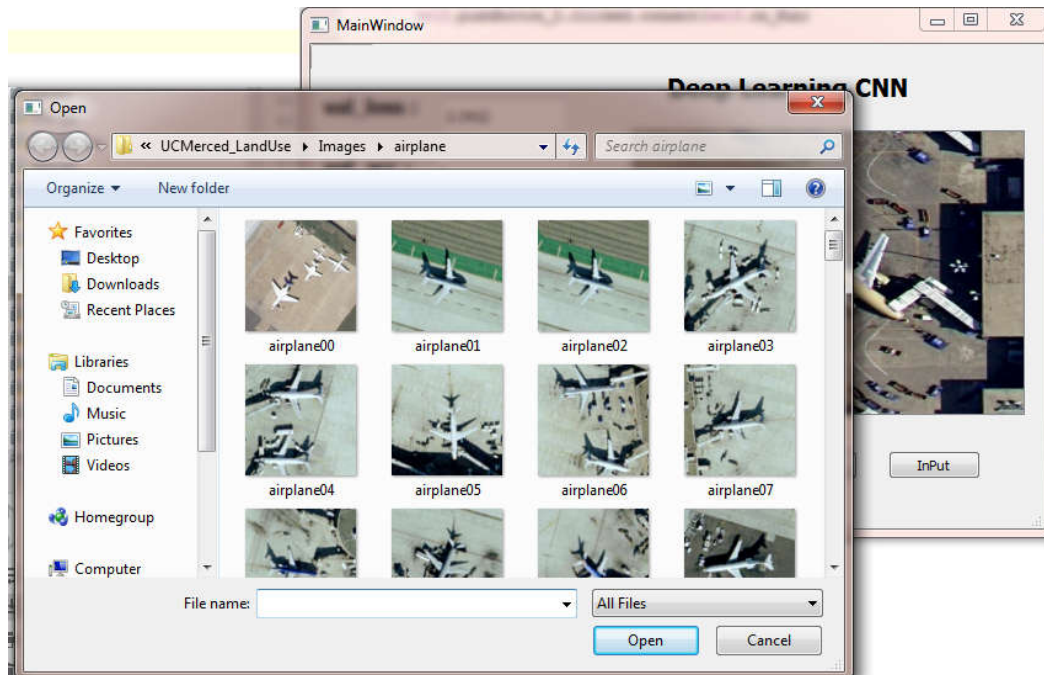 MainWindow
Deep Learning CNN
Open
« UCMerced_LandUse ▸ Images ▸ airplane
Search airplane
Organize
New folder
Favorites
Desktop
Downloads
Recent Places
Libraries
Documents
Music
Pictures
Videos
Homegroup
Computer
airplane00 airplane01 airplane02 airplane03
airplane04 airplane05 airplane06 airplane07
InPut
File name:
All Files
Open
Cancel